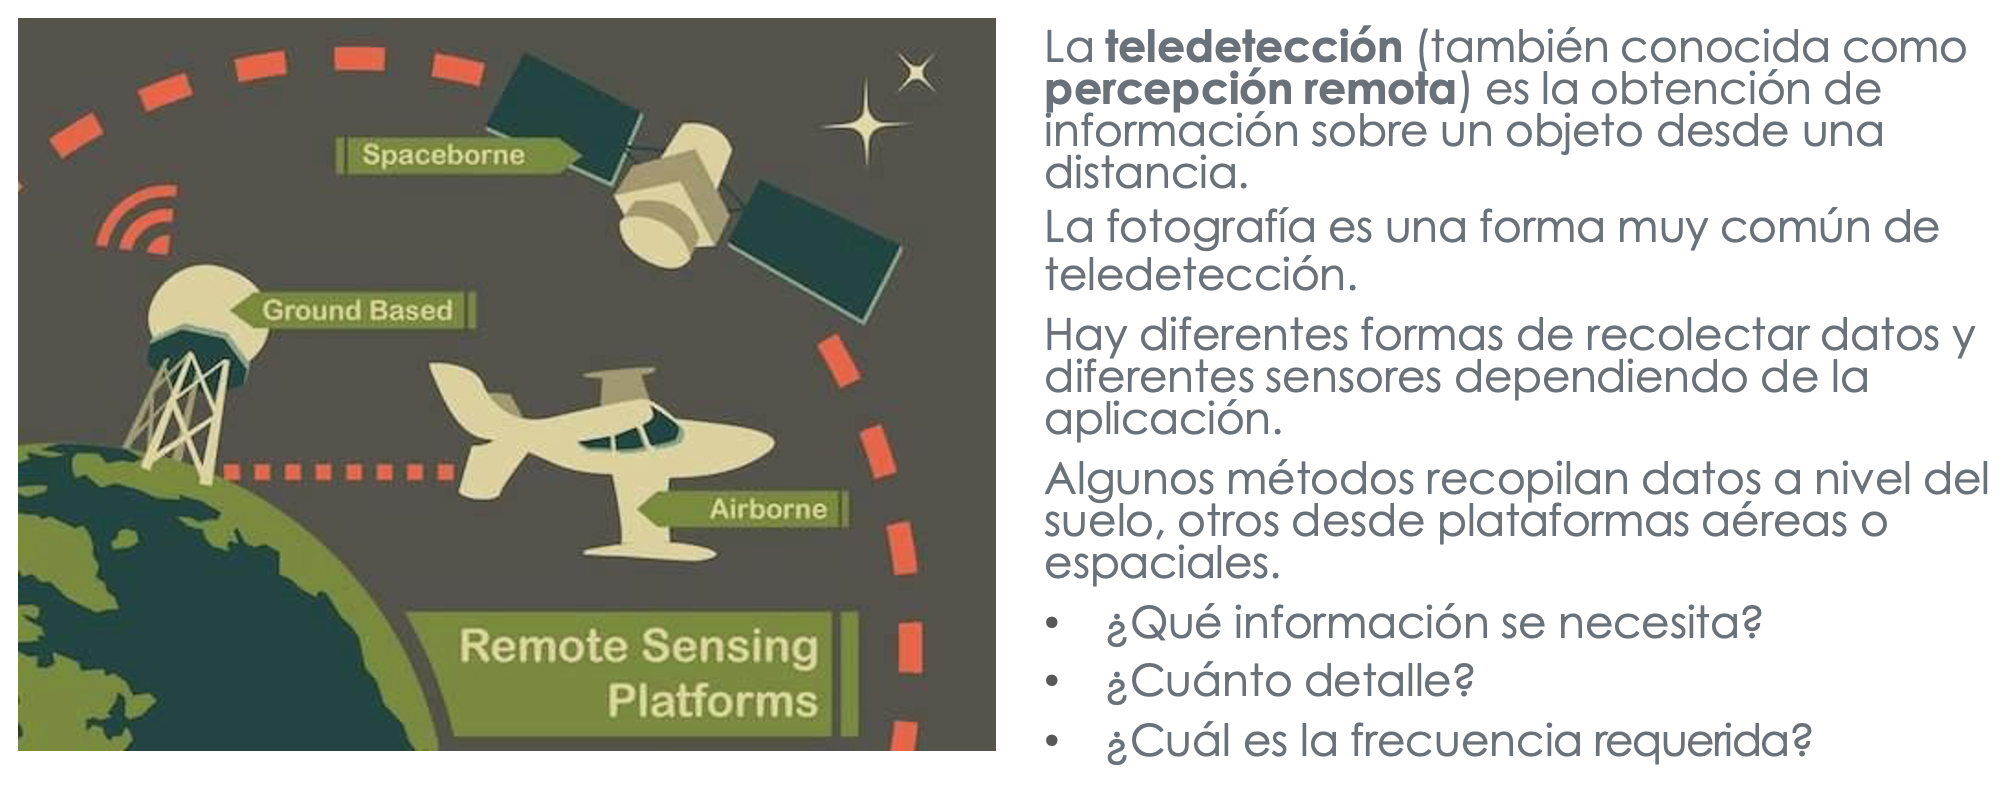 Spaceborne
Ground Based
Airborne
Remote Sensing
Platforms
La teledetección (también conocida como
percepción remota) es la obtención de
información sobre un objeto desde una
distancia.
La fotografía es una forma muy común de
teledetección.
Hay diferentes formas de recolectar datos y
diferentes sensores dependiendo de la
aplicación.
Algunos métodos recopilan datos a nivel del
suelo, otros desde plataformas aéreas o
espaciales.
• ¿Qué información se necesita?
• ¿Cuánto detalle?
• ¿Cuál es la frecuencia requerida?